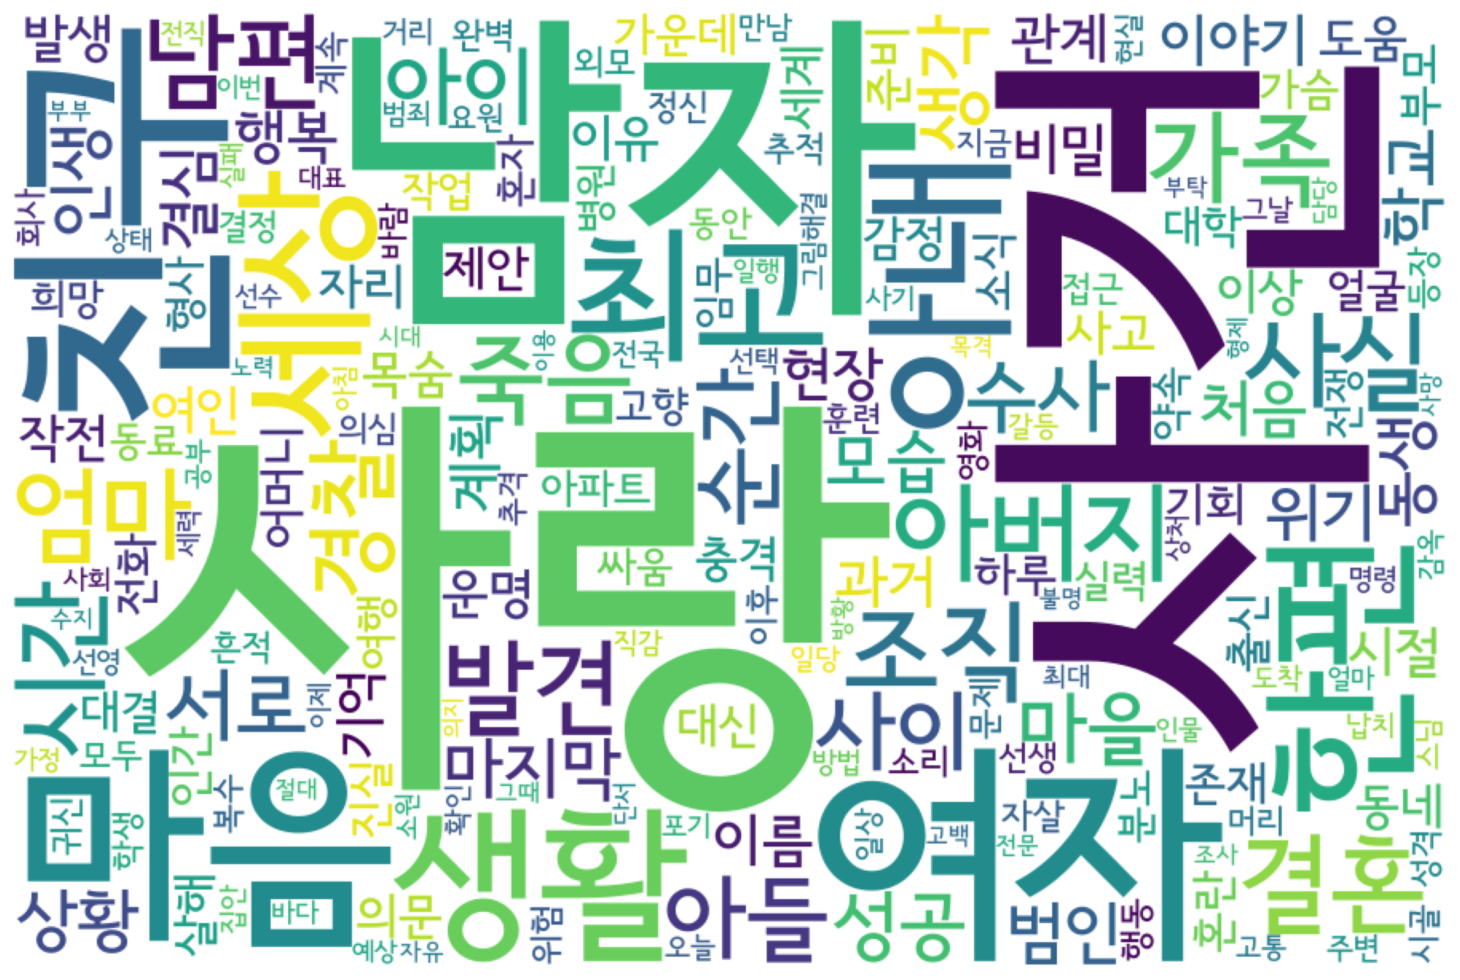 발생
전직
담
행복
계속
거리
완벽
가운데
만남
관계
현실
이야기
도움
부부
이번
아이
외모
정신
세계
준비
생각
가슴
부모
인생
친구
결심
실패
대표
범죄
요원
이유
추적
지금
비밀
가족
학교
회사
상태
결정
바람
작업
혼자
병원
남자
동안
그림
해결
아내
감정
부탁
대학
그날
담당
희망
형사
선수
세상
자리
제안
최고
임무
일행
사기
소식
접근
이상
얼굴
등장
사건
노력
시대
목숨
죽음
이용
전국
고향
선택
순간
현장
목격
수사
사고
사실
형제
작전
동료
연인
아침
의심
계획
훈련
영화
갈등
약속
처음
전쟁
생일
사망
엄마
공부
어머니
경찰
추격
아파트
모습
아버지
기회
상처
위기
동생
사회
전화
세력
사랑
싸움
충격
과거
하루
실력
불명
명령
감옥
시간
수지
선영
흔적
여행
운명
이후
방황
직감
일당
조직
최대
출신
남편
시절
도착
얼마
대결
서로
이제
기억
발견
의지
대신
사이
문제
마을
인물
납치
스님
가정
모두
인간
진실
마지막
방법
소리
선생
한편
귀신
학생
복수
절대
소원
확인
그때
단서
포기
이름
일상
고백
전문
자살
분노
존재
머리
동네
마음
상황
살해
집안
바다
의문
생활
위험
아들
오늘
성공
여자
범인
행동
혼란
조사
결혼
성격
예상
자유
고통
주변
시골